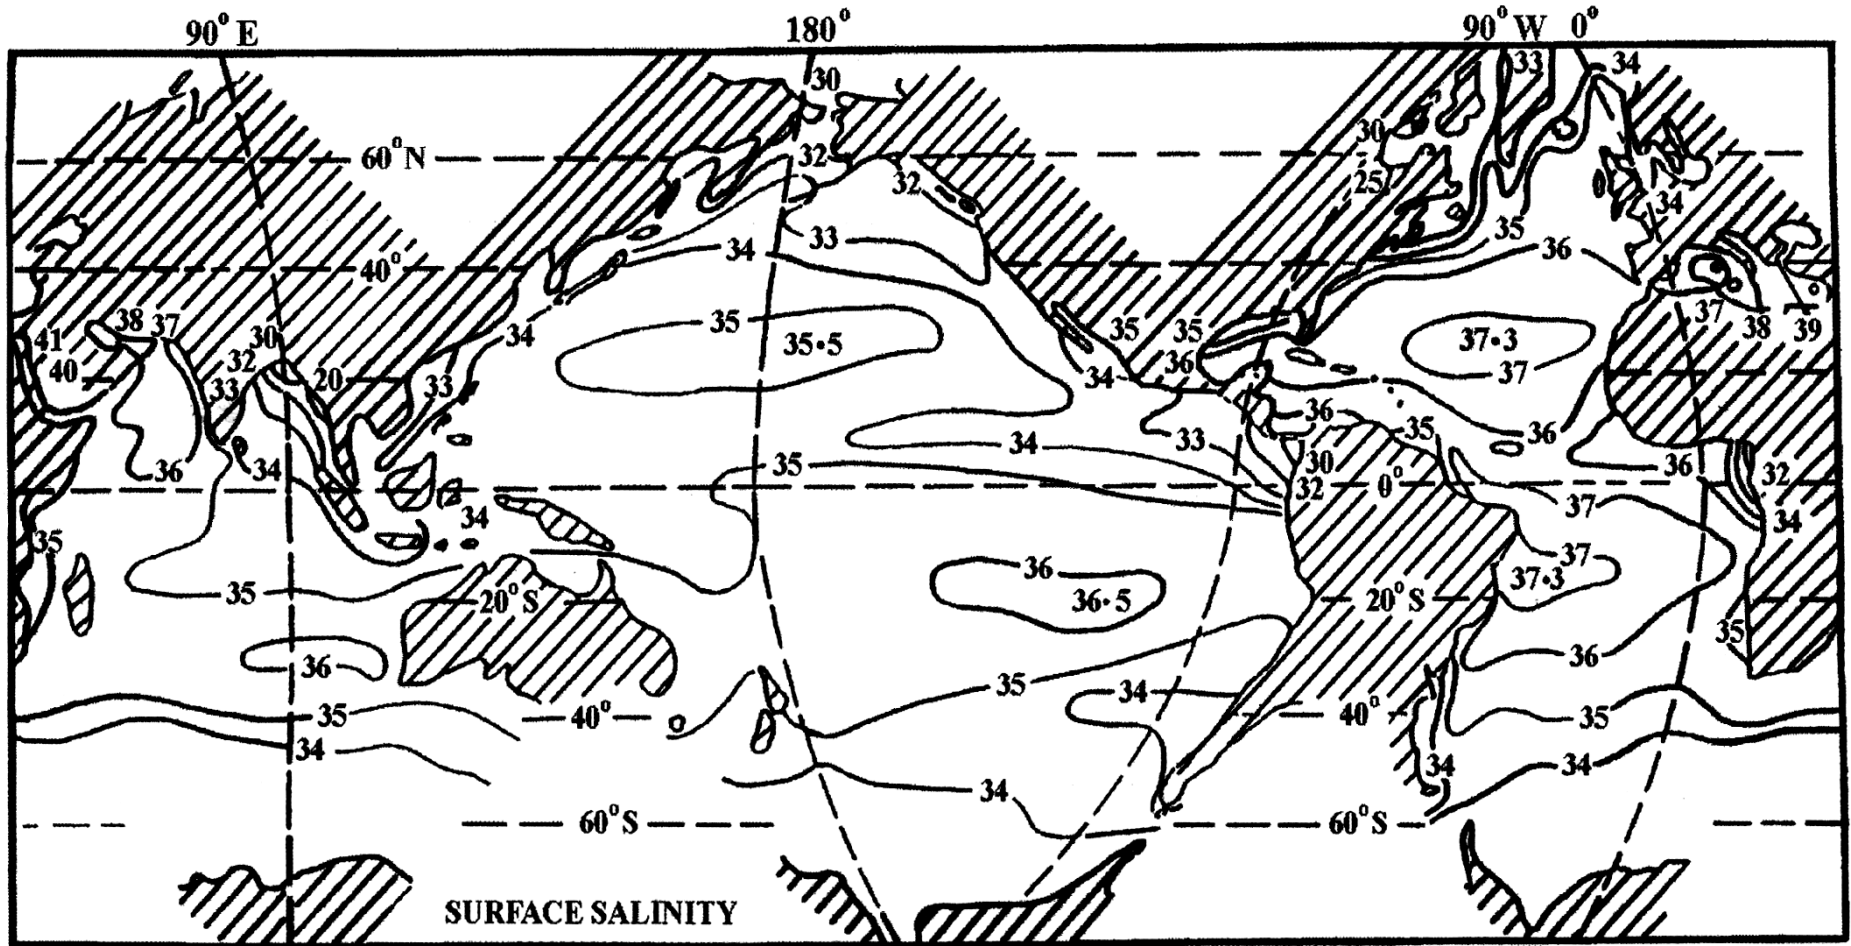 90° E 180° 90° W 0°
33 34
30
30
60°N 32
32 25
34
33 34 35 36
40°
38 37 34 35 35·5 35 35 37·3 37 38 39
41 30
40 32 20 33 34 36 37
33
36 36 35 36
34 33
36 34 35 30 36 32
32 0°
34 37 34
35
36 37
35 20°S 36·5 20°S 37·3
35
36 36
35 34
35 40° 40° 35
34
34 34 34
60°S 60°S
SURFACE SALINITY